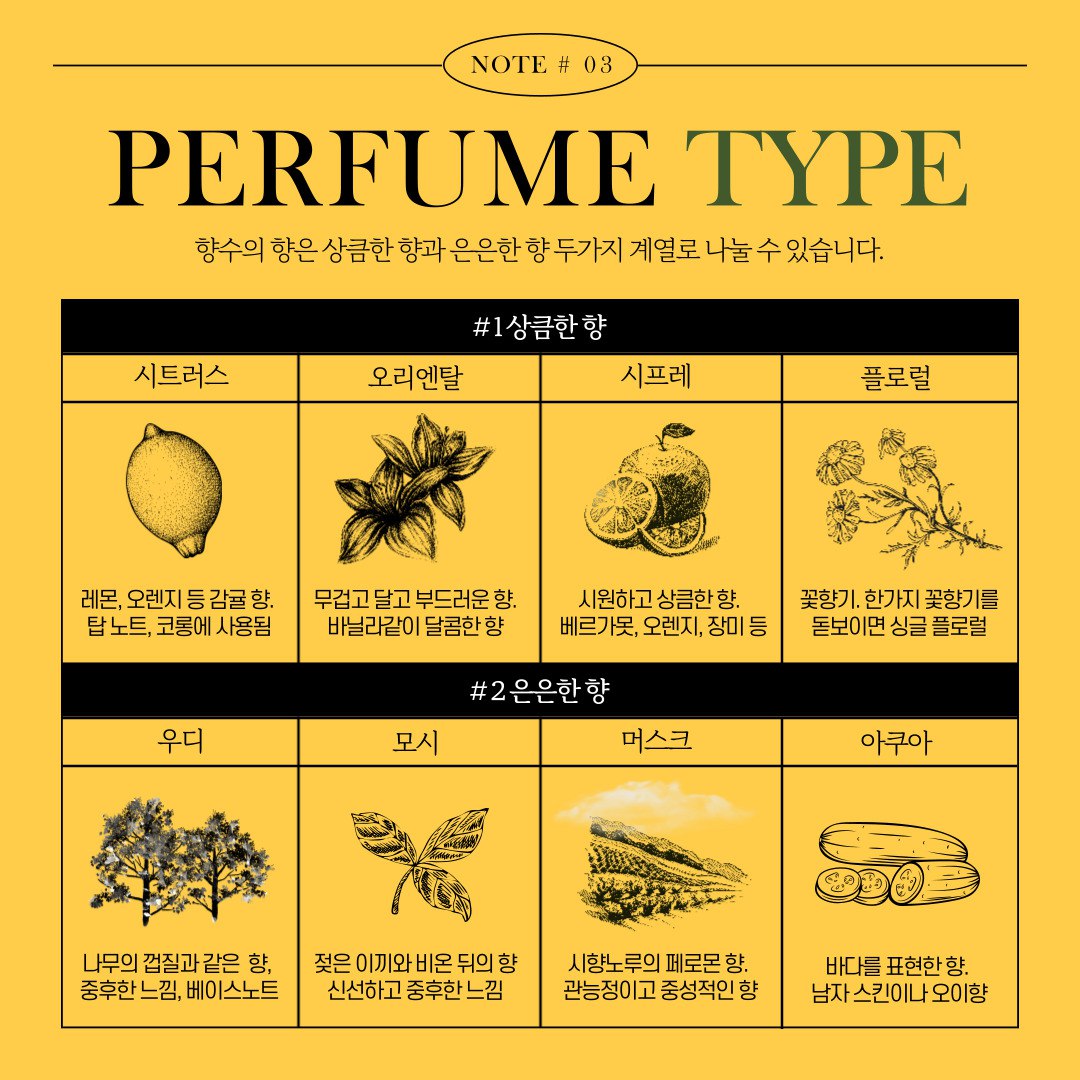 NOTE # 03
PERFUME TYPE
향수의 향은 상큼한 향과 은은한 향 두가지 계열로 나눌 수 있습니다.
#1 상큼한 향
시트러스
오리엔탈
시프레
플로럴
레몬, 오렌지 등 감귤 향.
탑 노트, 코롱에 사용됨
무겁고 달고 부드러운 향.
바닐라같이 달콤한 향
시원하고 상큼한 향.
베르가못, 오렌지, 장미 등
꽃향기. 한가지 꽃향기를
돋보이면 싱글 플로럴
#2 은은한 향
우디
모시
머스크
아쿠아
나무의 껍질과 같은 향,
중후한 느낌, 베이스노트
젖은 이끼와 비온 뒤의 향
신선하고 중후한 느낌
시향노루의 페로몬 향.
관능정이고 중성적인 향
바다를 표현한 향.
남자 스킨이나 오이향